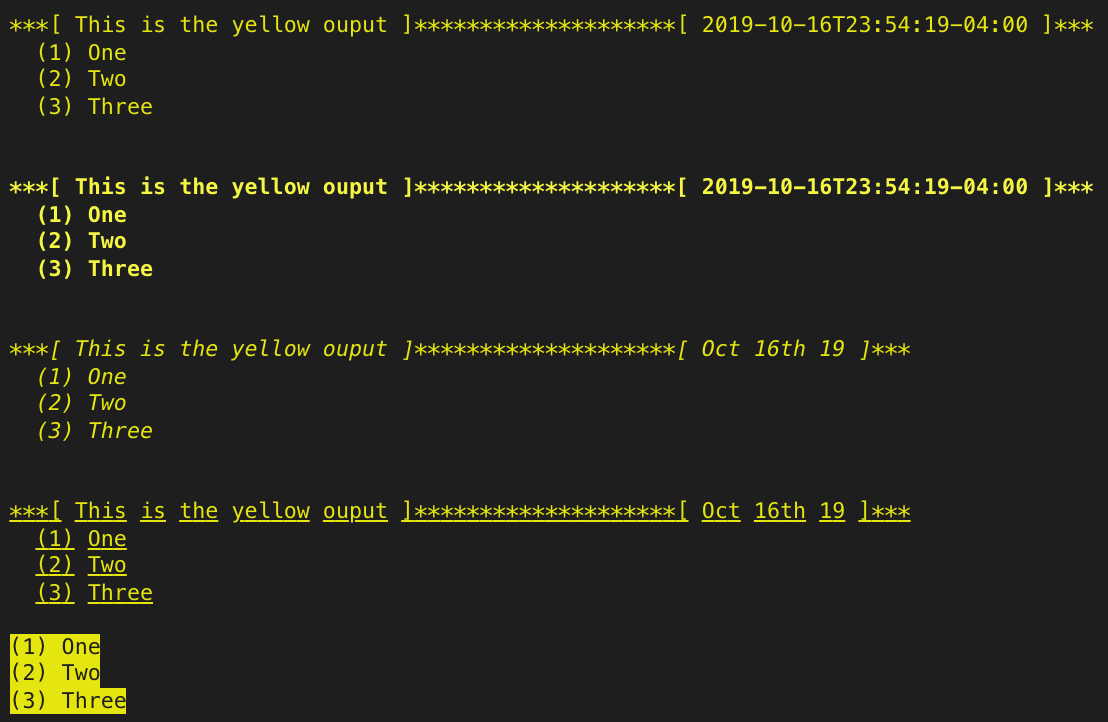 ***[ This is the yellow ouput ]********************[ 2019-10-16T23:54:19-04:00 ]***
(1) One
(2) Two
(3) Three
***[ This is the yellow ouput ]********************[ 2019-10-16T23:54:19-04:00 ]***
(1) One
(2) Two
(3) Three
***[ This is the yellow ouput ]********************[ Oct 16th 19 ]***
(1) One
(2) Two
(3) Three
***[ This is the yellow ouput ]********************[ Oct 16th 19 ]***
(1) One
(2) Two
(3) Three
(1) One
(2) Two
(3) Three